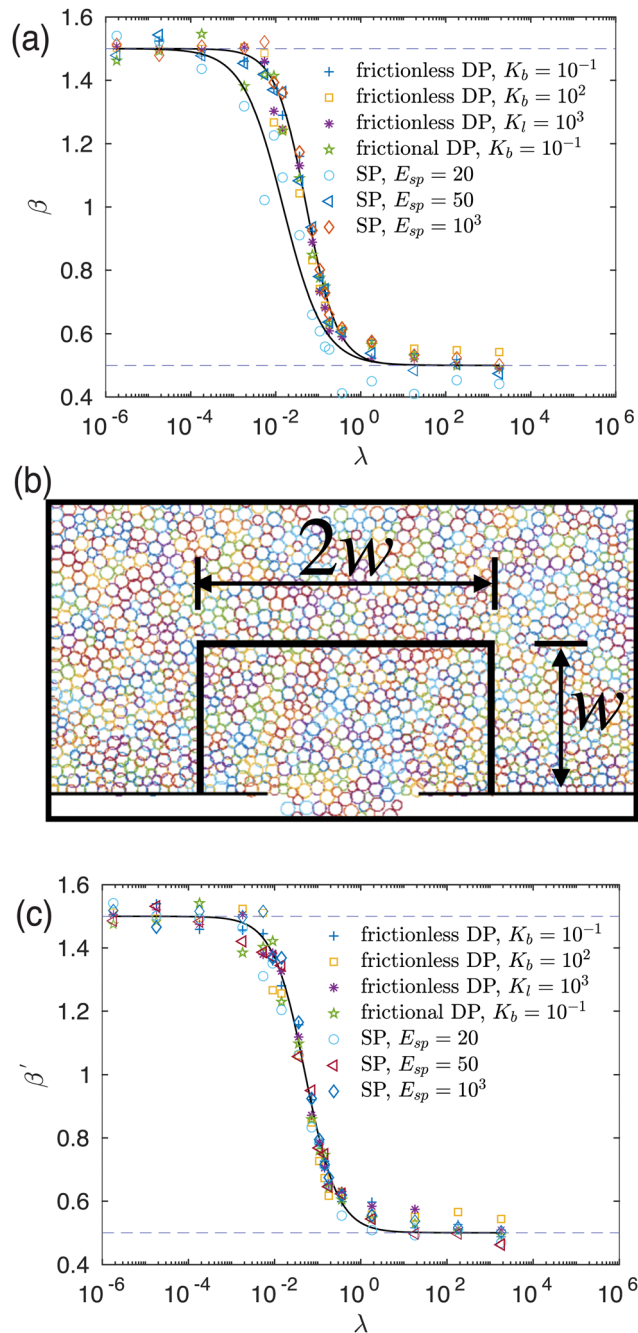 (a)
1.6
1.4
1.2
1
0.8
0.6
0.4
β
frictionless DP, K_b = 10^-1
frictionless DP, K_b = 10^2
frictionless DP, K_l = 10^3
frictional DP, K_b = 10^-1
SP, E_sp = 20
SP, E_sp = 50
SP, E_sp = 10^3
10^-6 10^-4 10^-2 10^0 10^2 10^4 10^6
λ
(b)
2w
w
(c)
1.6
1.4
1.2
1
0.8
0.6
0.4
β′
frictionless DP, K_b = 10^-1
frictionless DP, K_b = 10^2
frictionless DP, K_l = 10^3
frictional DP, K_b = 10^-1
SP, E_sp = 20
SP, E_sp = 50
SP, E_sp = 10^3
10^-6 10^-4 10^-2 10^0 10^2 10^4 10^6
λ